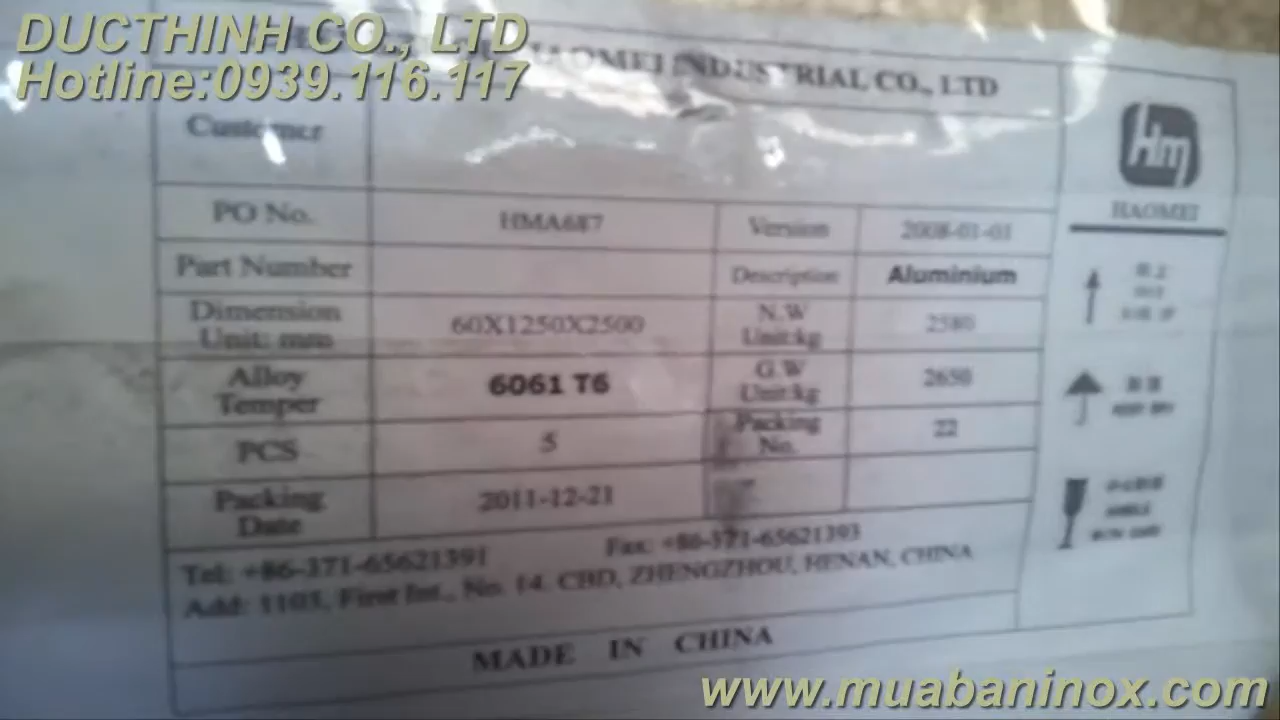 DUCTHINH CO., LTD
Hotline:0939.116.117
HAOMEI INDUSTRIAL CO., LTD
Customer
Hm
HAOMEI
PO No. HMA687 Version 2008-01-01
Part Number Description Aluminium
Dimension Unit: mm 60X1250X2500 N.W Unit:kg 2580
Alloy Temper 6061 T6 G.W Unit:kg 2650
PCS 5 Packing No. 22
Packing Date 2011-12-21
Tel: +86-371-65621391 Fax: +86-371-65621393
Add: 1103, First Int., No. 14. CBD, ZHENGZHOU, HENAN, CHINA
MADE IN CHINA
www.muabaninox.com